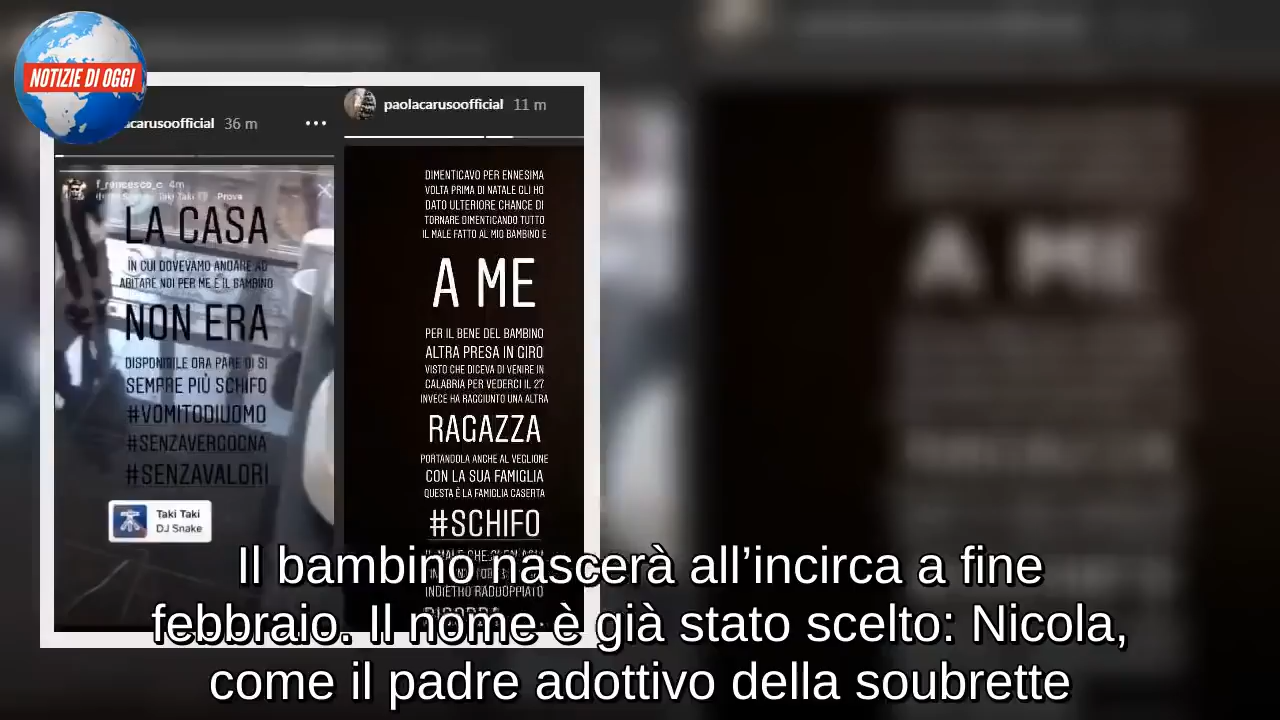 NOTIZIE DI OGGI
acarusoofficial 36 m
f_rancesco_c 4m
Taki Taki
LA CASA
IN CUI DOVEVAMO ANDARE AD
ABITARE NOI PER ME E IL BAMBINO
NON ERA
DISPONIBILE ORA PARE DI SI
SEMPRE PIÙ SCHIFO
#VOMITODIUOMO
#SENZAVERGOGNA
#SENZAVALORI
Taki Taki
DJ Snake
paolacarusoofficial 11 m
DIMENTICAVO PER ENNESIMA
VOLTA PRIMA DI NATALE GLI HO
DATO ULTERIORE CHANCE DI
TORNARE DIMENTICANDO TUTTO
IL MALE FATTO AL MIO BAMBINO E
A ME
PER IL BENE DEL BAMBINO
ALTRA PRESA IN GIRO
VISTO CHE DICEVA DI VENIRE IN
CALABRIA PER VEDERCI IL 27
INVECE HA RAGGIUNTO UNA ALTRA
RAGAZZA
PORTANDOLA ANCHE AL VEGLIONE
CON LA SUA FAMIGLIA
QUESTA È LA FAMIGLIA CASERTA
#SCHIFO
INDIETRO RADDOPPIATO
Il bambino nascerà all’incirca a fine
febbraio. Il nome è già stato scelto: Nicola,
come il padre adottivo della soubrette
A ME